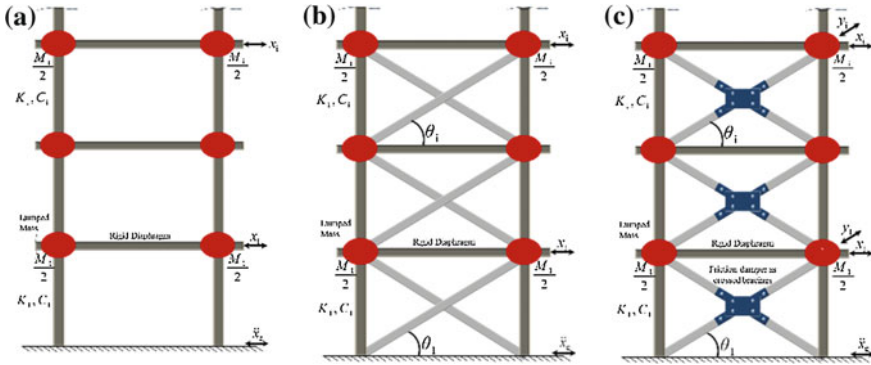 (a)
x_i
M_i/2
M_i/2
K_i, C_i
Lumped
Mass
Rigid Diaphragm
x_1
M_1/2
M_1/2
K_1, C_1
ẍ_g
(b)
x_i
M_i/2
M_i/2
K_i, C_i
θ_i
Lumped
Mass
Rigid Diaphragm
x_1
M_1/2
M_1/2
K_1, C_1
θ_1
ẍ_g
(c)
y_i
x_i
M_i/2
M_i/2
K_i, C_i
θ_i
Lumped
Mass
Rigid Diaphragm
y_1
x_1
M_1/2
M_1/2
Friction damper in
crossed bracings
K_1, C_1
θ_1
ẍ_g